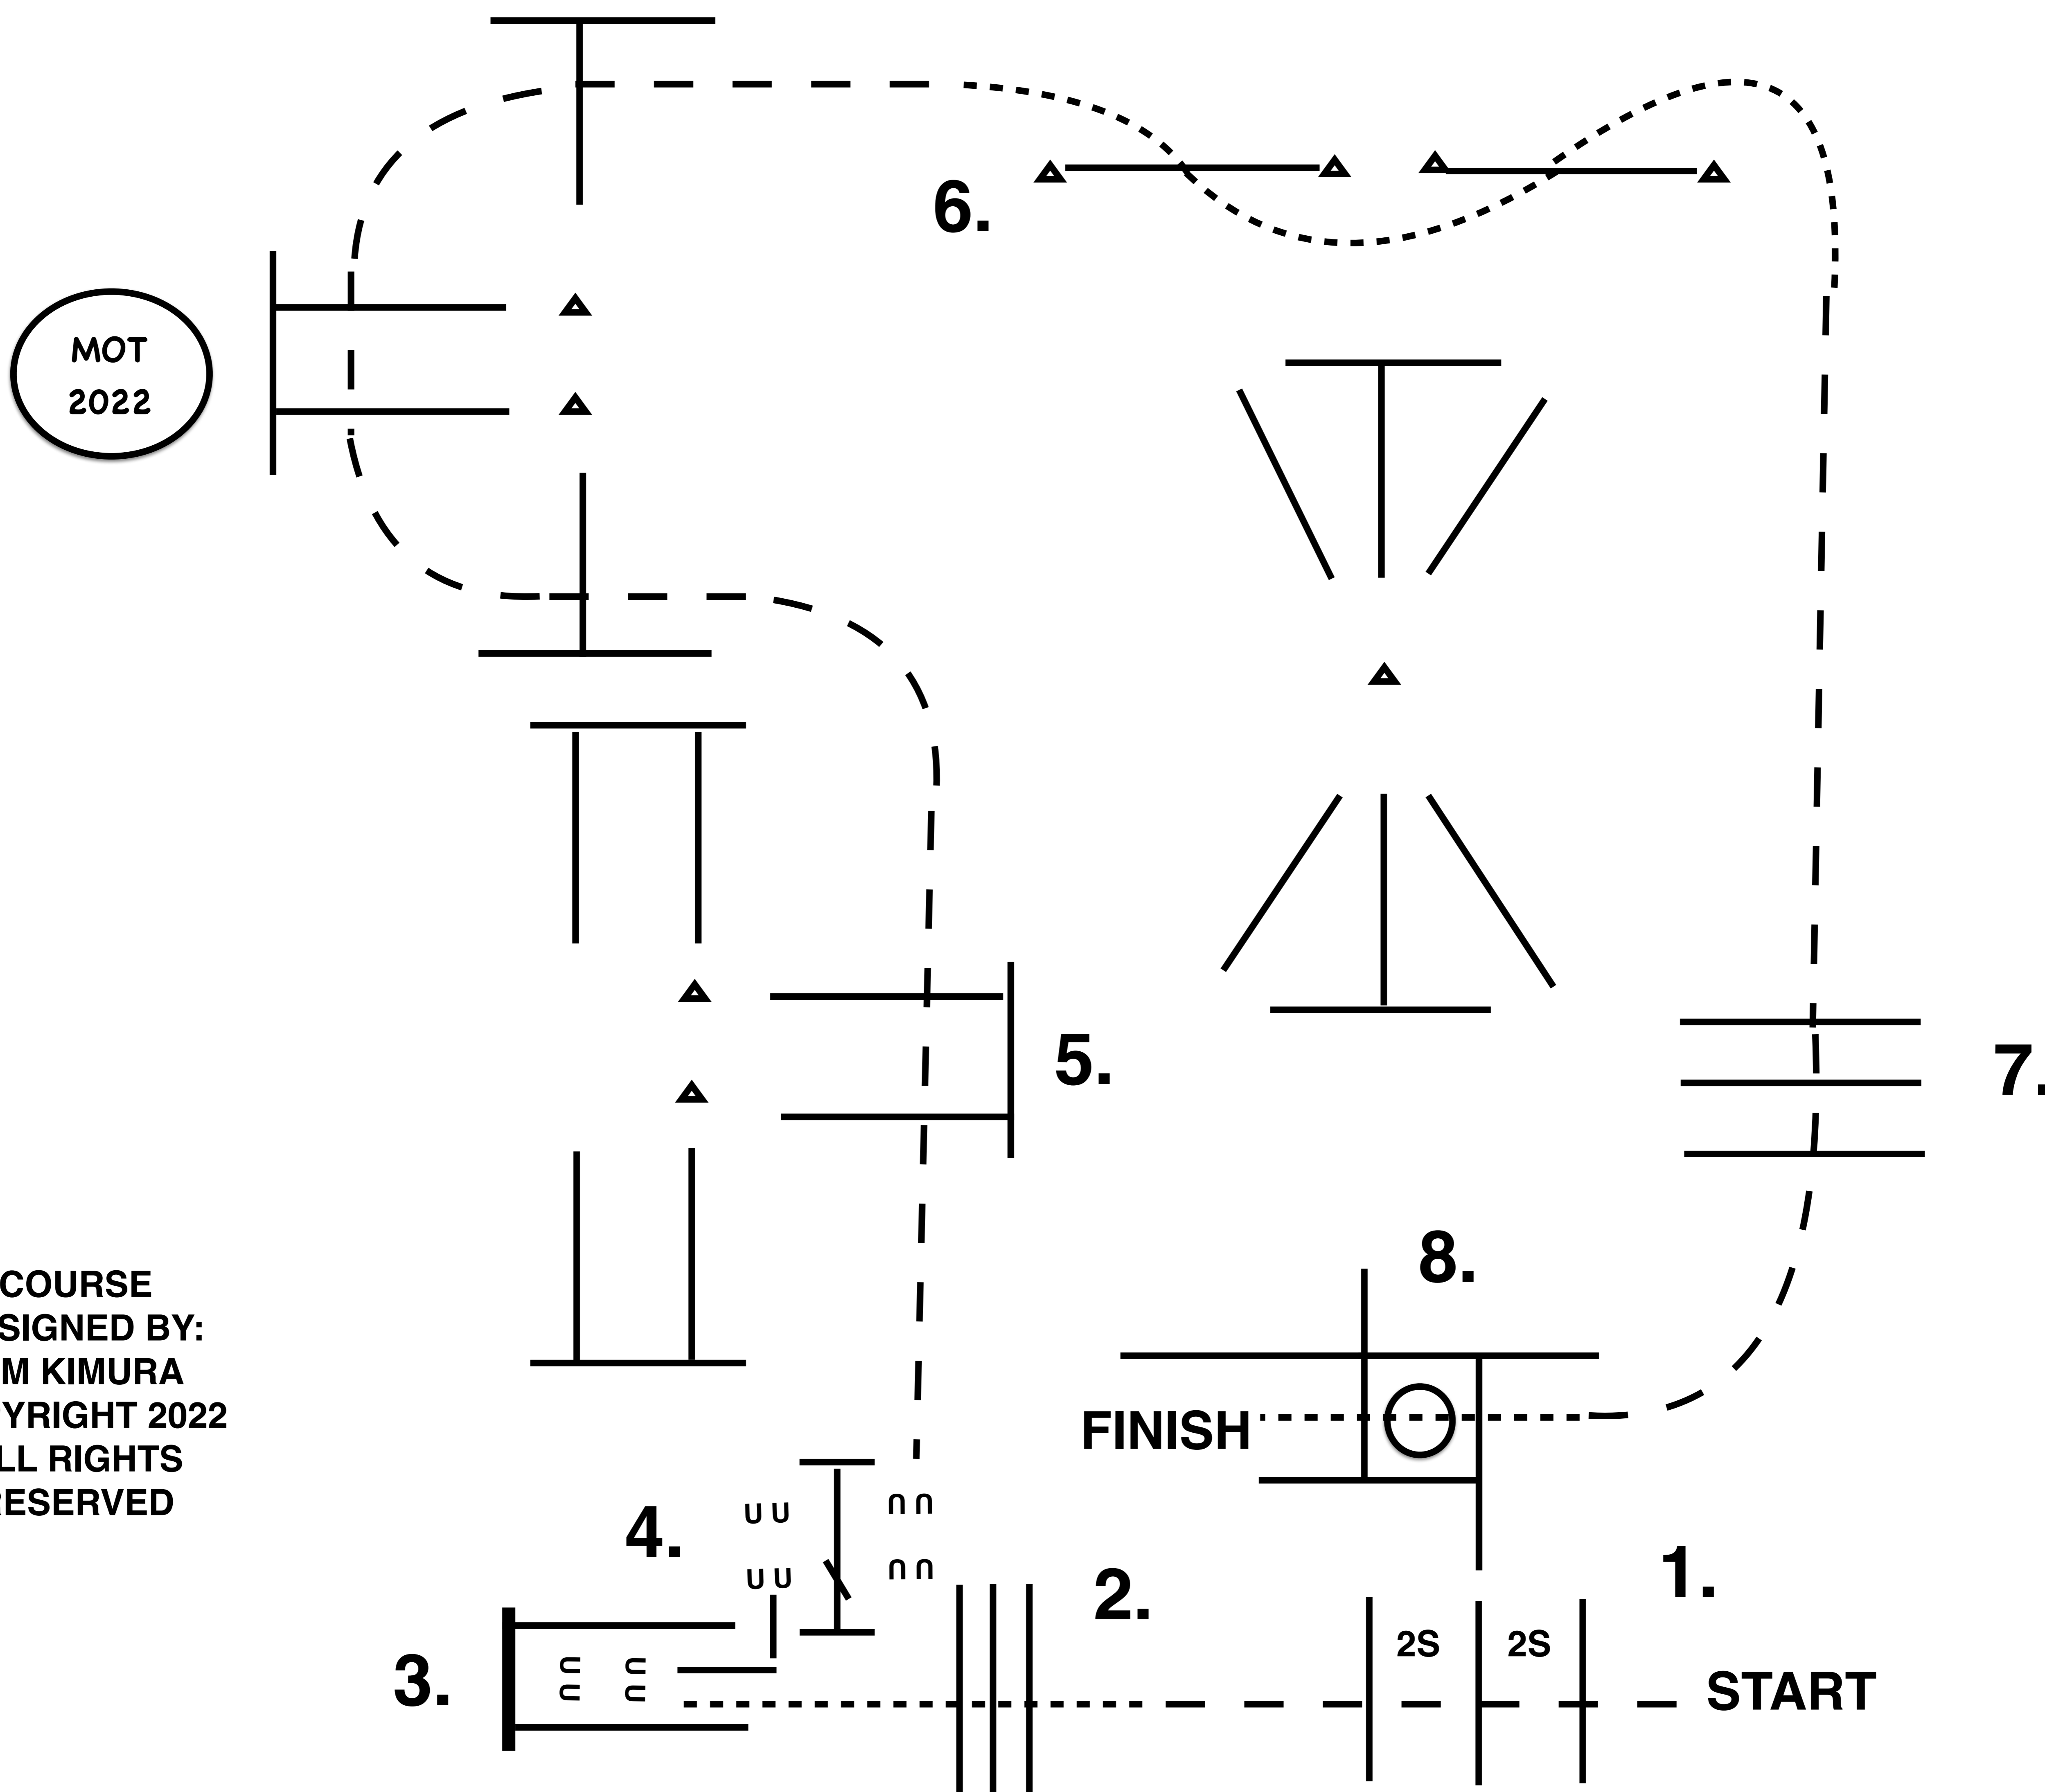 6.
MOT
2022
5.
7.
8.
COURSE
SIGNED BY:
M KIMURA
YRIGHT 2022
LL RIGHTS
ESERVED
FINISH
4.
2.
1.
2S 2S
3.
START